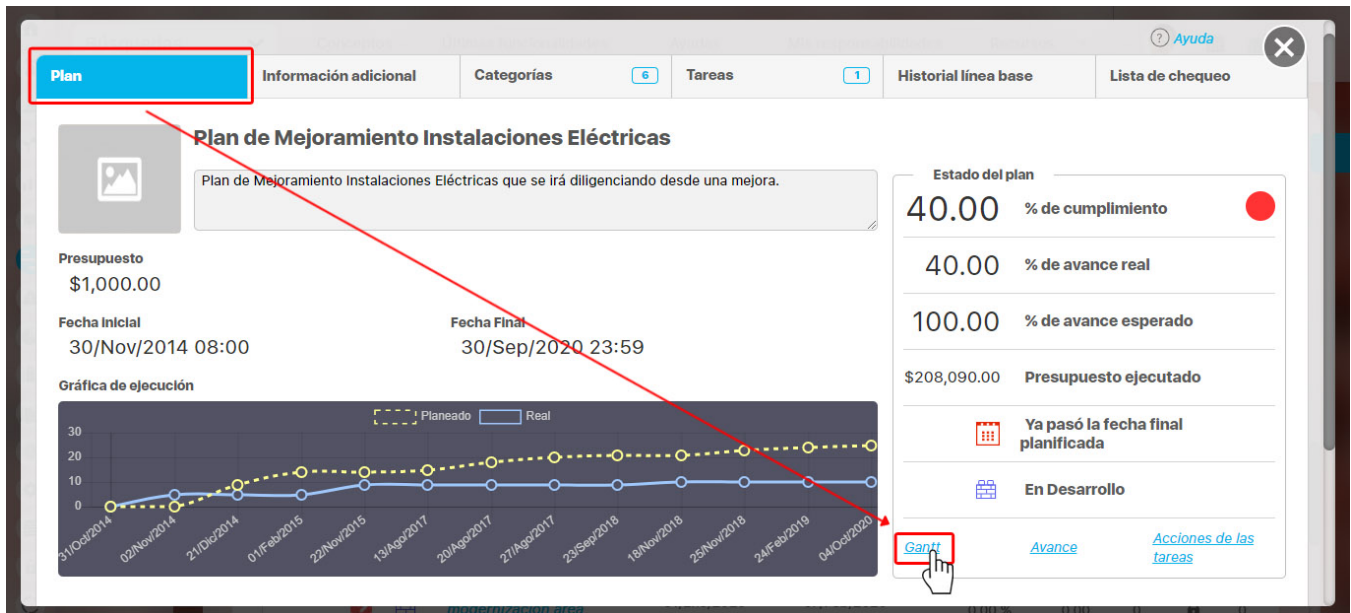 Ayuda
Plan
Información adicional
Categorías
6
Tareas
1
Historial línea base
Lista de chequeo
Plan de Mejoramiento Instalaciones Eléctricas
Plan de Mejoramiento Instalaciones Eléctricas que se irá diligenciando desde una mejora.
Presupuesto
$1,000.00
Fecha inicial
30/Nov/2014 08:00
Fecha Final
30/Sep/2020 23:59
Gráfica de ejecución
Planeado
Real
30
20
10
0
31/Oct/2014
02/Nov/2014
21/Dic/2014
01/Feb/2015
22/Nov/2015
13/Ago/2017
20/Ago/2017
27/Ago/2017
23/Sep/2018
18/Nov/2018
25/Nov/2018
24/Feb/2019
04/Oct/2020
Estado del plan
40.00 % de cumplimiento
40.00 % de avance real
100.00 % de avance esperado
$208,090.00 Presupuesto ejecutado
Ya pasó la fecha final
planificada
En Desarrollo
Gantt
Avance
Acciones de las
tareas
modernización área